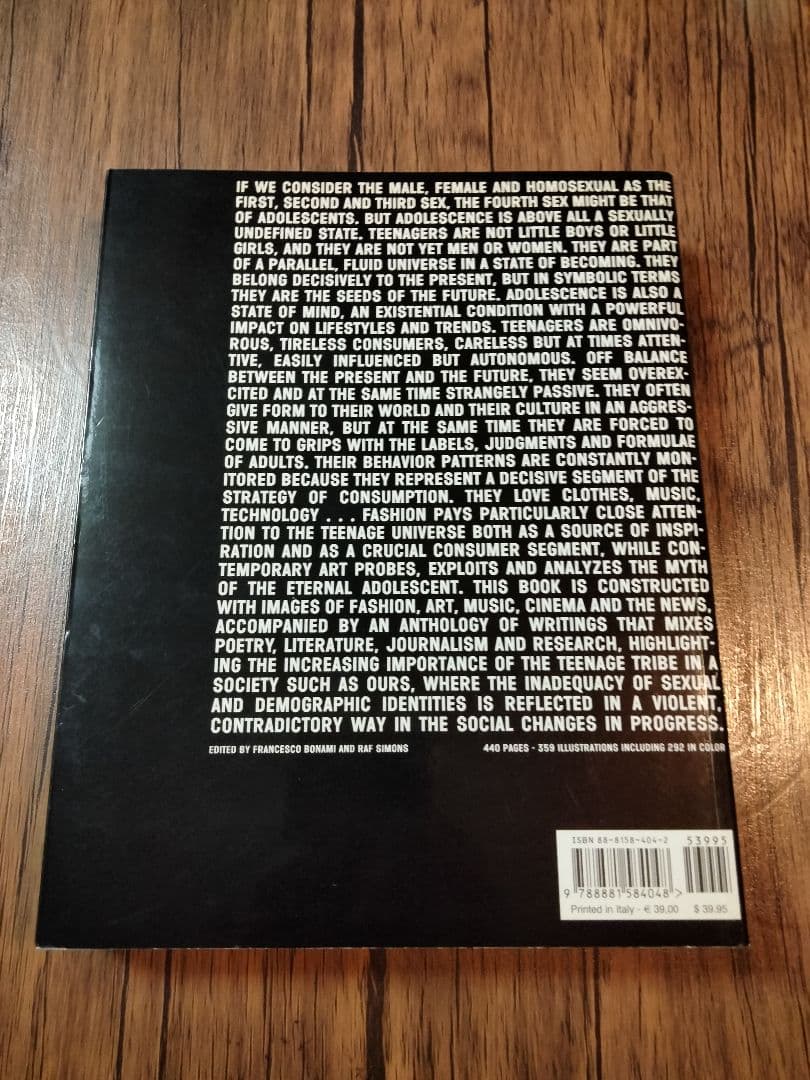 IF WE CONSIDER THE MALE, FEMALE AND HOMOSEXUAL AS THE
FIRST, SECOND AND THIRD SEX, THE FOURTH SEX MIGHT BE THAT
OF ADOLESCENTS. BUT ADOLESCENCE IS ABOVE ALL A SEXUALLY
UNDEFINED STATE. TEENAGERS ARE NOT LITTLE BOYS OR LITTLE
GIRLS, AND THEY ARE NOT YET MEN OR WOMEN. THEY ARE PART
OF A PARALLEL, FLUID UNIVERSE IN A STATE OF BECOMING. THEY
BELONG DECISIVELY TO THE PRESENT, BUT IN SYMBOLIC TERMS
THEY ARE THE SEEDS OF THE FUTURE. ADOLESCENCE IS ALSO A
STATE OF MIND, AN EXISTENTIAL CONDITION WITH A POWERFUL
IMPACT ON LIFESTYLES AND TRENDS. TEENAGERS ARE OMNIVO-
ROUS, TIRELESS CONSUMERS, CARELESS BUT AT TIMES ATTEN-
TIVE, EASILY INFLUENCED BUT AUTONOMOUS. OFF BALANCE
BETWEEN THE PRESENT AND THE FUTURE, THEY SEEM OVEREX-
CITED AND AT THE SAME TIME STRANGELY PASSIVE. THEY OFTEN
GIVE FORM TO THEIR WORLD AND THEIR CULTURE IN AN AGGRES-
SIVE MANNER, BUT AT THE SAME TIME THEY ARE FORCED TO
COME TO GRIPS WITH THE LABELS, JUDGMENTS AND FORMULAE
OF ADULTS. THEIR BEHAVIOR PATTERNS ARE CONSTANTLY MON-
ITORED BECAUSE THEY REPRESENT A DECISIVE SEGMENT OF THE
STRATEGY OF CONSUMPTION. THEY LOVE CLOTHES, MUSIC,
TECHNOLOGY . . . FASHION PAYS PARTICULARLY CLOSE ATTEN-
TION TO THE TEENAGE UNIVERSE BOTH AS A SOURCE OF INSPI-
RATION AND AS A CRUCIAL CONSUMER SEGMENT, WHILE CON-
TEMPORARY ART PROBES, EXPLOITS AND ANALYZES THE MYTH
OF THE ETERNAL ADOLESCENT. THIS BOOK IS CONSTRUCTED
WITH IMAGES OF FASHION, ART, MUSIC, CINEMA AND THE NEWS,
ACCOMPANIED BY AN ANTHOLOGY OF WRITINGS THAT MIXES
POETRY, LITERATURE, JOURNALISM AND RESEARCH, HIGHLIGHT-
ING THE INCREASING IMPORTANCE OF THE TEENAGE TRIBE IN A
SOCIETY SUCH AS OURS, WHERE THE INADEQUACY OF SEXUAL
AND DEMOGRAPHIC IDENTITIES IS REFLECTED IN A VIOLENT,
CONTRADICTORY WAY IN THE SOCIAL CHANGES IN PROGRESS.
EDITED BY FRANCESCO BONAMI AND RAF SIMONS 440 PAGES - 359 ILLUSTRATIONS INCLUDING 292 IN COLOR
ISBN 88-8158-404-2 53995
9 788881 584048 >
Printed in Italy - € 39,00 $ 39.95